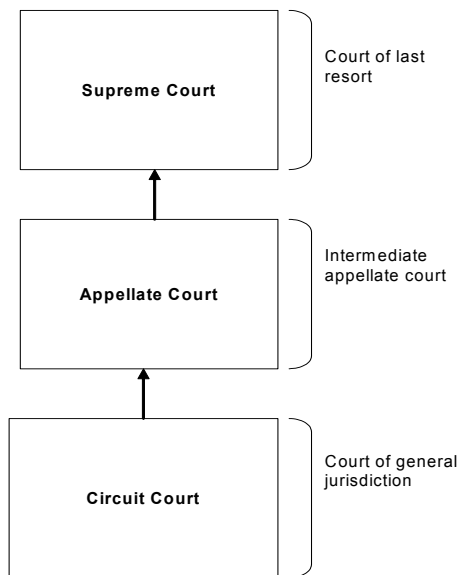 Supreme Court
Court of last
resort
Appellate Court
Intermediate
appellate court
Circuit Court
Court of general
jurisdiction